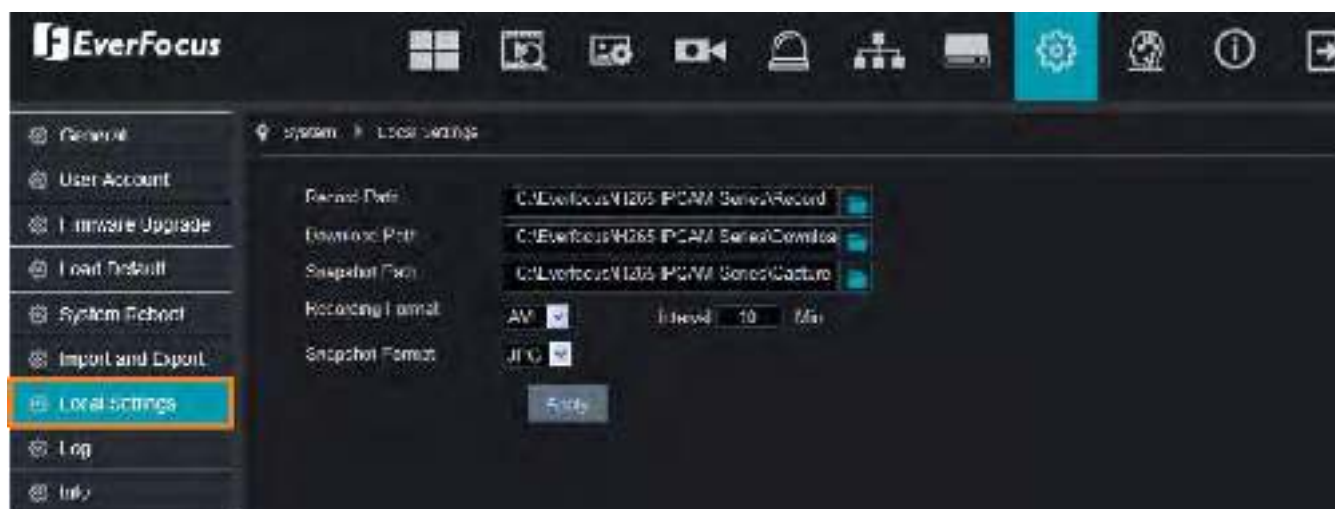 EverFocus
General
System Local Settings
User Account
Record Path C:\Everfocus\H265 IPCAM Series\Record
Firmware Upgrade
Download Path C:\Everfocus\H265 IPCAM Series\Downloa
Load Default
Snapshot Path C:\Everfocus\H265 IPCAM Series\Capture
System Reboot
Recording Format AVI Interval 10 Min
Import and Export
Snapshot Format JPG
Local Settings
Apply
Log
Info